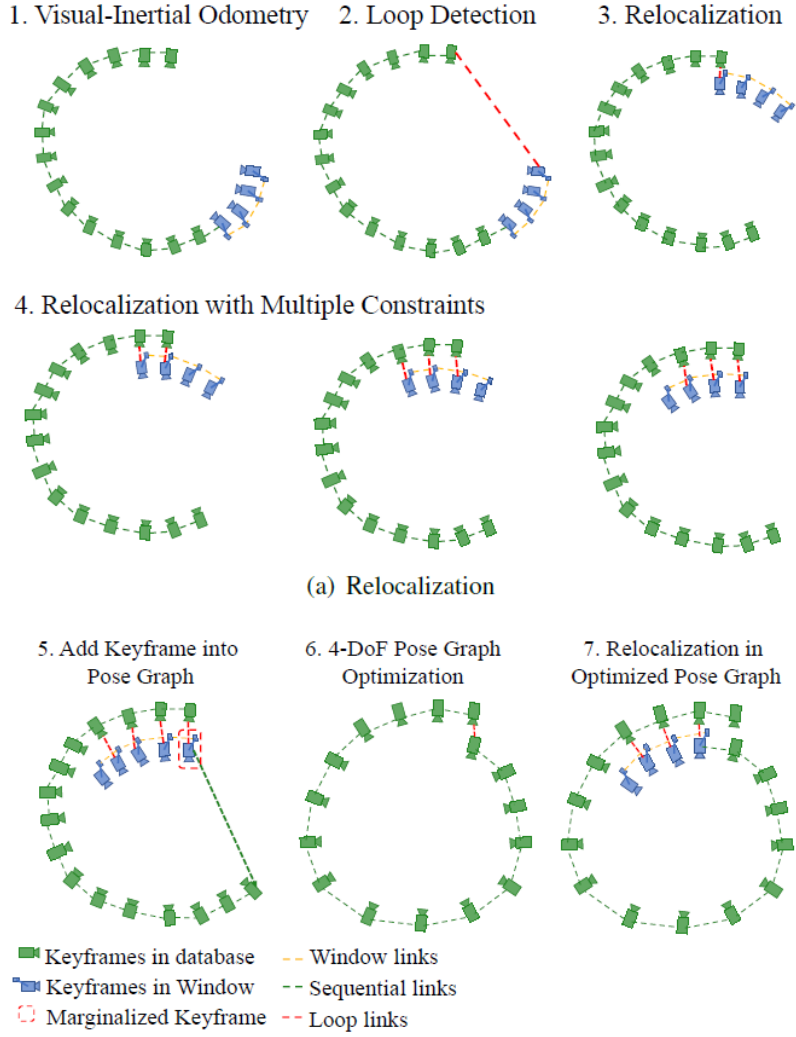 1. Visual-Inertial Odometry
2. Loop Detection
3. Relocalization
4. Relocalization with Multiple Constraints
(a) Relocalization
5. Add Keyframe into
Pose Graph
6. 4-DoF Pose Graph
Optimization
7. Relocalization in
Optimized Pose Graph
Keyframes in database
Window links
Keyframes in Window
Sequential links
Marginalized Keyframe
Loop links